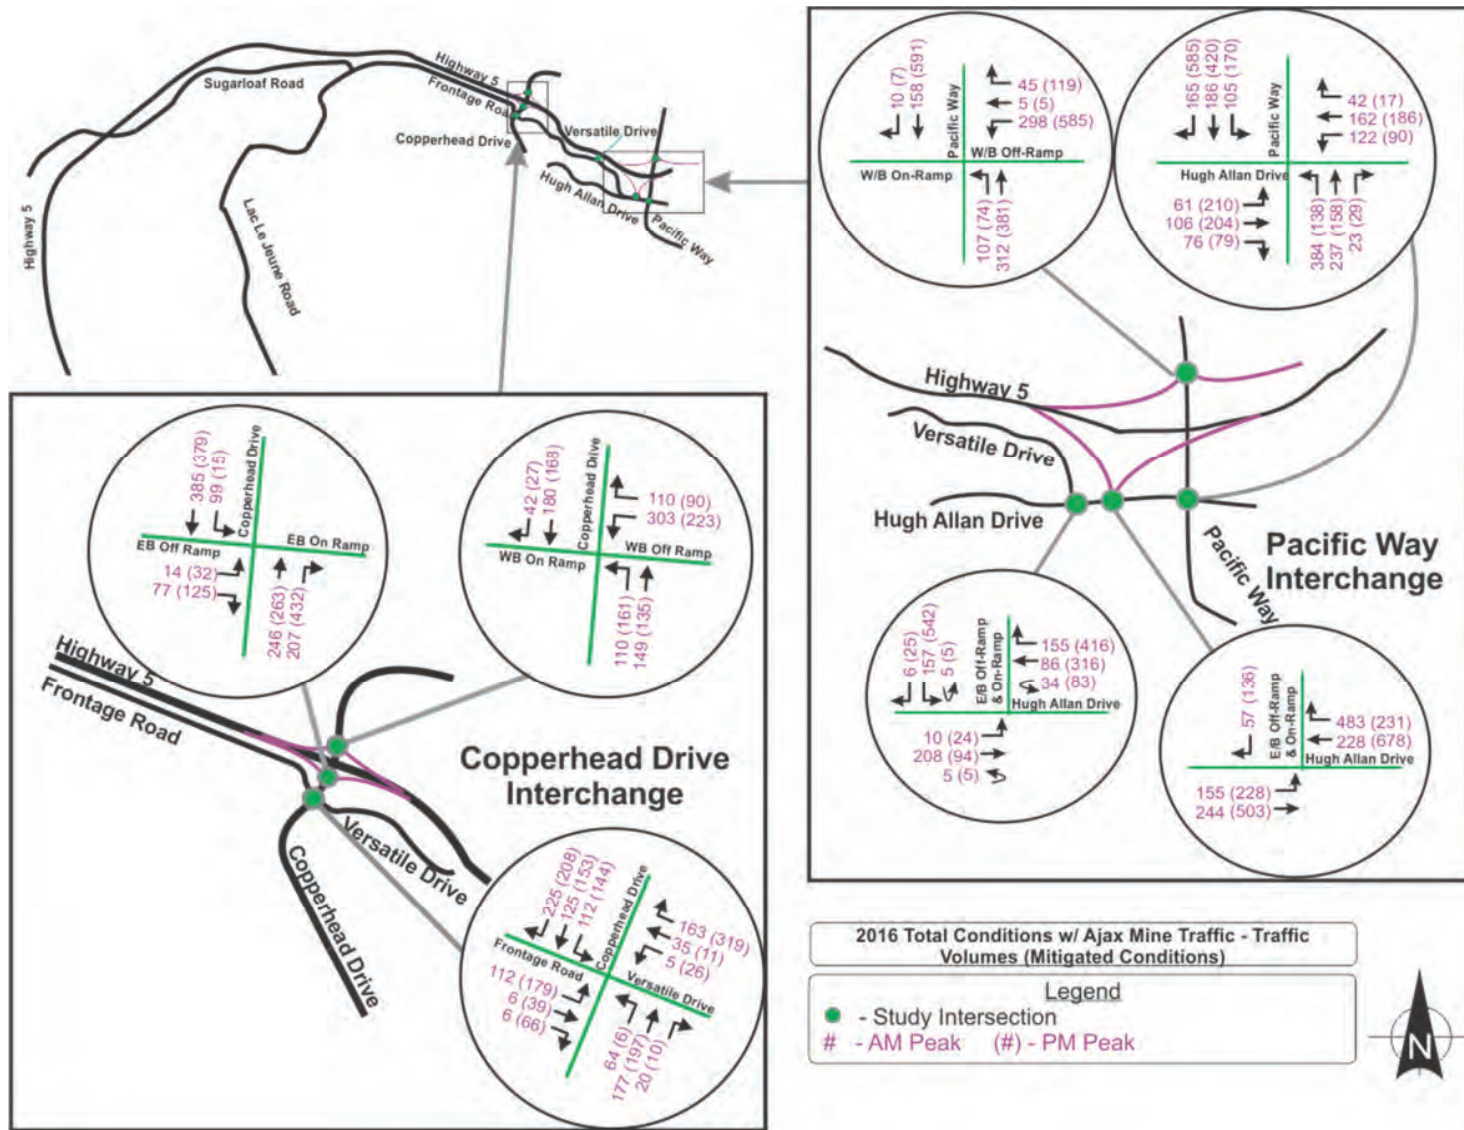 Highway 5
Frontage Road
Sugarloaf Road
Copperhead Drive
Versatile Drive
Hugh Allan Drive
Pacific Way
Lac Le Jeune Road
Highway 5
10 (7)
158 (591)
Pacific Way
45 (119)
5 (5)
298 (585)
W/B Off-Ramp
W/B On-Ramp
107 (74)
312 (381)
165 (585)
186 (420)
105 (170)
Pacific Way
42 (17)
162 (186)
122 (90)
Hugh Allan Drive
61 (210)
106 (204)
76 (79)
384 (138)
237 (158)
23 (29)
Highway 5
Versatile Drive
Hugh Allan Drive
Pacific Way
Pacific Way
Interchange
6 (25)
157 (542)
5 (5)
E/B Off-Ramp
& On-Ramp
155 (416)
86 (316)
34 (83)
Hugh Allan Drive
10 (24)
208 (94)
5 (5)
57 (136)
E/B Off-Ramp
& On-Ramp
483 (231)
228 (678)
Hugh Allan Drive
155 (228)
244 (503)
385 (379)
99 (15)
Copperhead Drive
EB Off Ramp
EB On Ramp
14 (32)
77 (125)
246 (263)
207 (432)
42 (27)
180 (168)
Copperhead Drive
110 (90)
303 (223)
WB On Ramp
WB Off Ramp
110 (161)
149 (135)
Highway 5
Frontage Road
Copperhead Drive
Interchange
Versatile Drive
Copperhead Drive
225 (208)
125 (153)
112 (144)
Copperhead Drive
163 (319)
35 (11)
5 (26)
Frontage Road
Versatile Drive
112 (179)
6 (39)
6 (66)
64 (6)
177 (197)
20 (10)
2016 Total Conditions w/ Ajax Mine Traffic - Traffic
Volumes (Mitigated Conditions)
Legend
- Study Intersection
# - AM Peak (#) - PM Peak
N